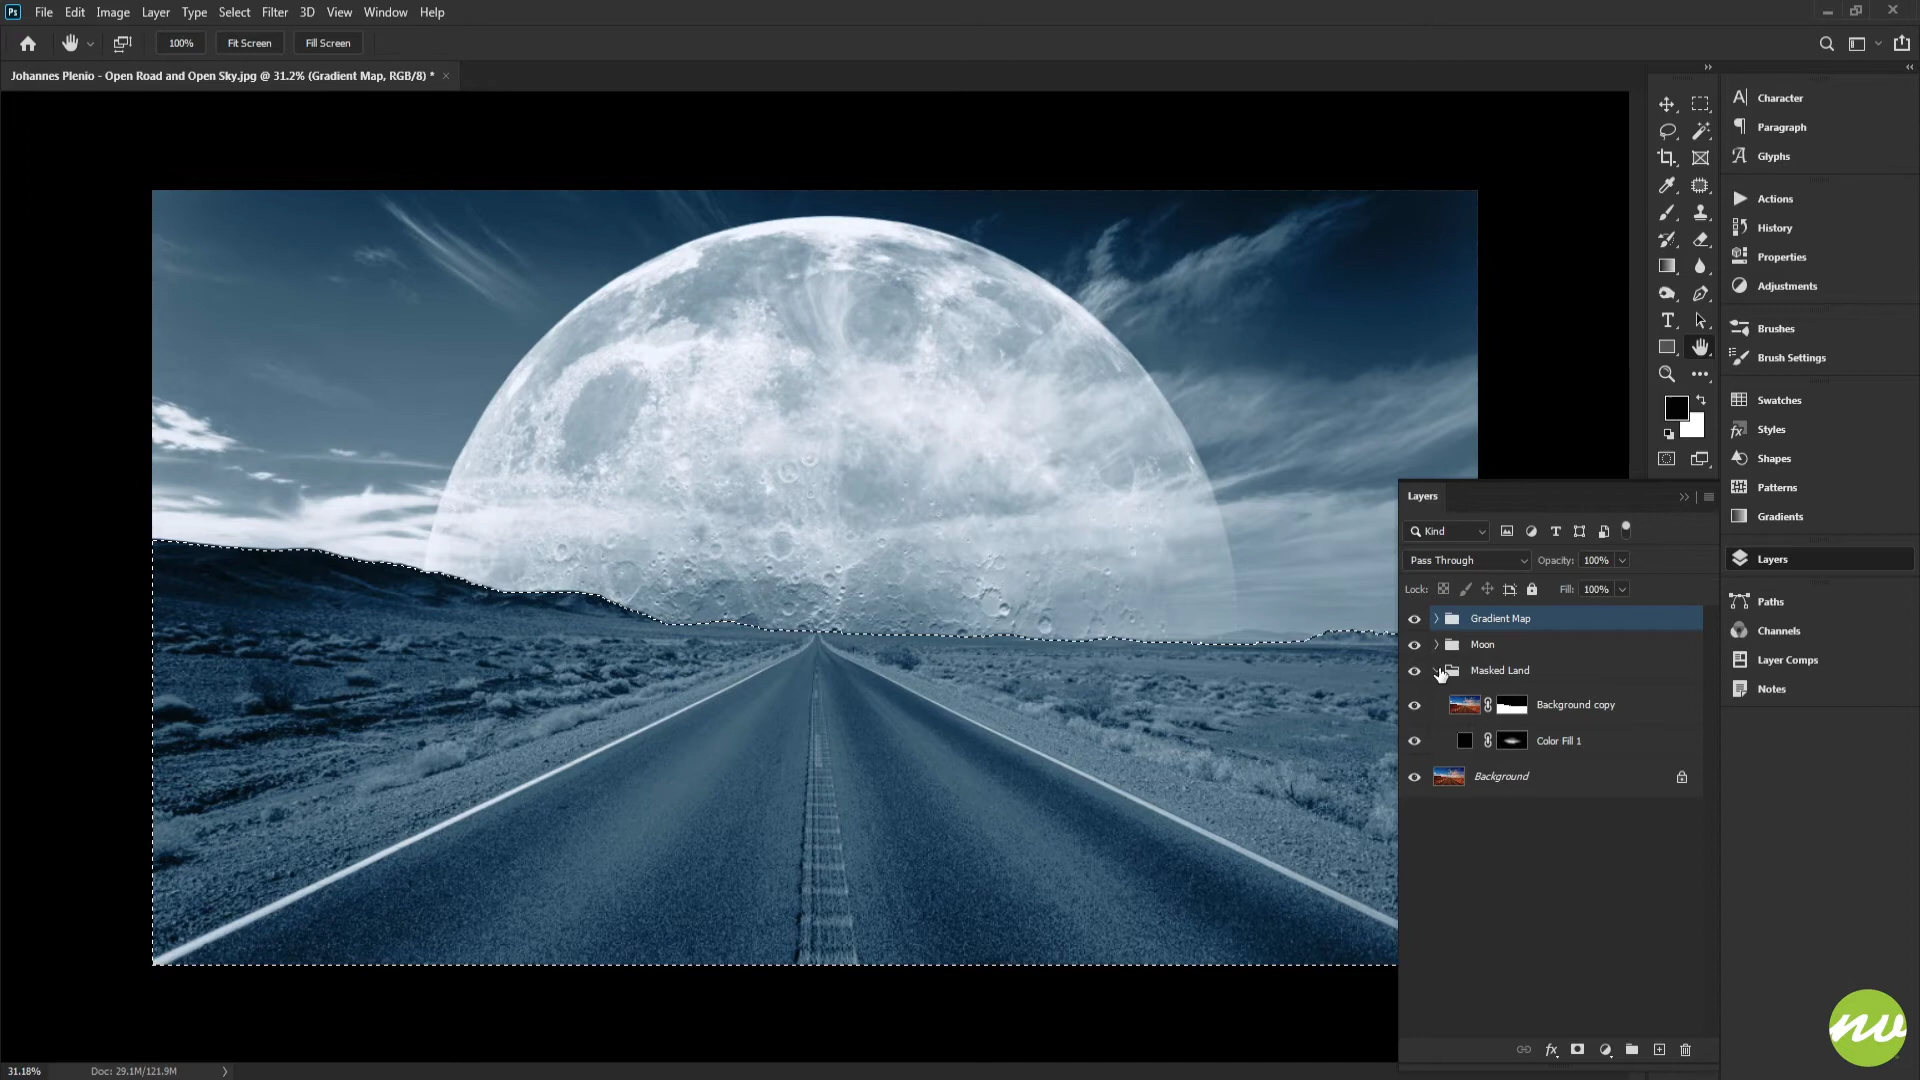 Ps File Edit Image Layer Type Select Filter 3D View Window Help
100% Fit Screen Fill Screen
Johannes Plenio - Open Road and Open Sky.jpg @ 31.2% (Gradient Map, RGB/8) *
Character
Paragraph
Glyphs
Actions
History
Properties
Adjustments
Brushes
Brush Settings
Swatches
Styles
Shapes
Patterns
Gradients
Layers
Paths
Channels
Layer Comps
Notes
Layers
Kind
Pass Through Opacity: 100%
Lock: Fill: 100%
Gradient Map
Moon
Masked Land
Background copy
Color Fill 1
Background
fx
nv
31.18% Doc: 29.1M/121.9M